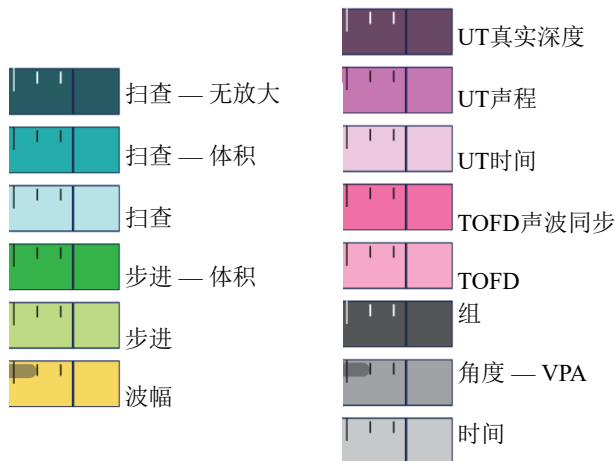 扫查 — 无放大
扫查 — 体积
扫查
步进 — 体积
步进
波幅
UT真实深度
UT声程
UT时间
TOFD声波同步
TOFD
组
角度 — VPA
时间